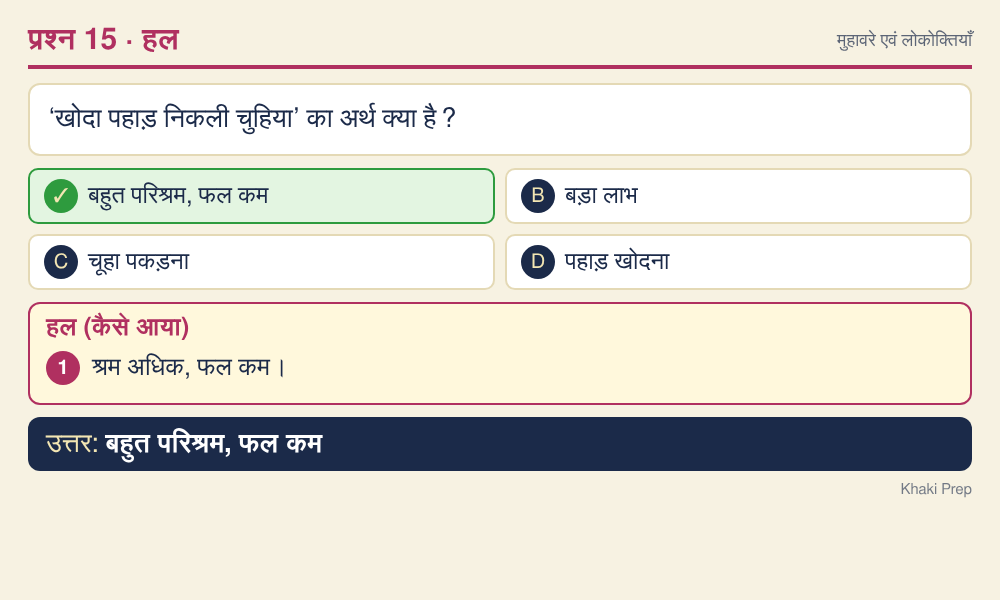 प्रश्न 15 · हल
मुहावरे एवं लोकोक्तियाँ
‘खोदा पहाड़ निकली चुहिया’ का अर्थ क्या है ?
✓ बहुत परिश्रम, फल कम
B बड़ा लाभ
C चूहा पकड़ना
D पहाड़ खोदना
हल (कैसे आया)
1 श्रम अधिक, फल कम।
उत्तर: बहुत परिश्रम, फल कम
Khaki Prep